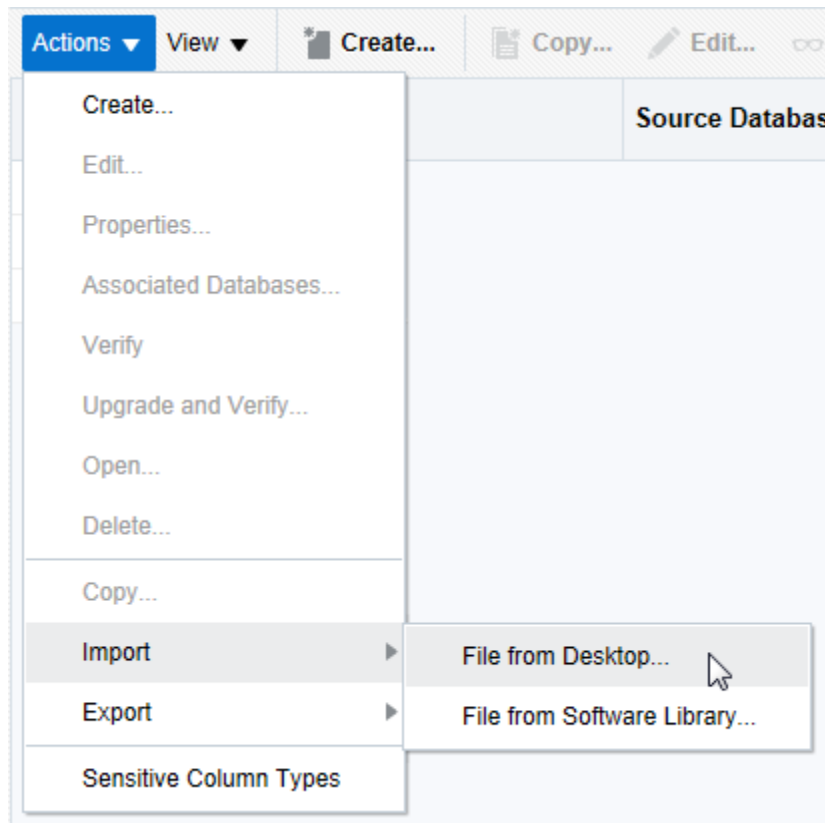 Actions View Create... Copy... Edit...
Source Databas
Create...
Edit...
Properties...
Associated Databases...
Verify
Upgrade and Verify...
Open...
Delete...
Copy...
Import
File from Desktop...
Export
File from Software Library...
Sensitive Column Types